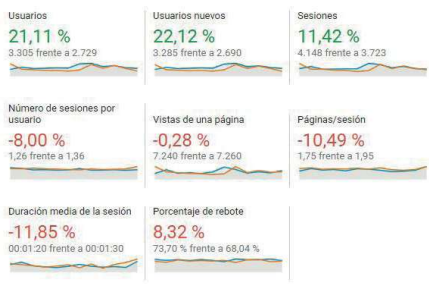 Usuarios
21,11 %
3.305 frente a 2.729
Usuarios nuevos
22,12 %
3.285 frente a 2.690
Sesiones
11,42 %
4.148 frente a 3.723
Número de sesiones por
usuario
-8,00 %
1,26 frente a 1,36
Vistas de una página
-0,28 %
7.240 frente a 7.260
Páginas/sesión
-10,49 %
1,75 frente a 1,95
Duración media de la sesión
-11,85 %
00:01:20 frente a 00:01:30
Porcentaje de rebote
8,32 %
73,70 % frente a 68,04 %